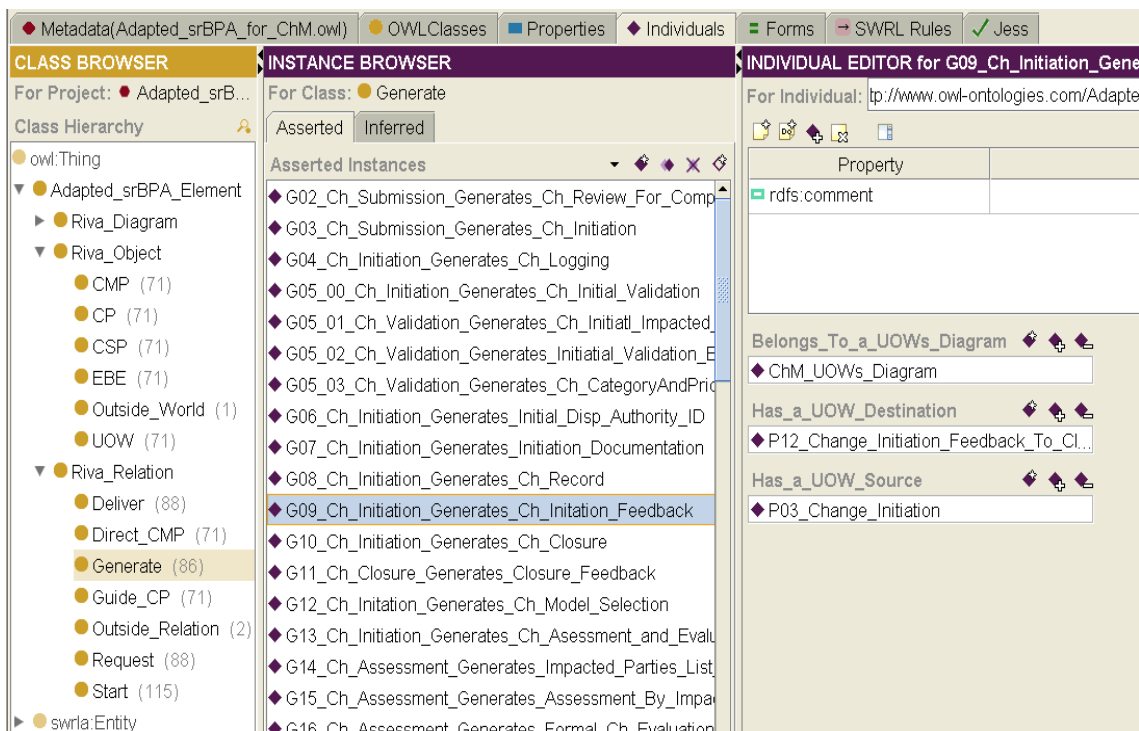 Metadata(Adapted_srBPA_for_ChM.owl) OWLClasses Properties Individuals Forms SWRL Rules Jess
CLASS BROWSER
For Project: Adapted_srB...
Class Hierarchy
owl:Thing
Adapted_srBPA_Element
Riva_Diagram
Riva_Object
CMP (71)
CP (71)
CSP (71)
EBE (71)
Outside_World (1)
UOW (71)
Riva_Relation
Deliver (88)
Direct_CMP (71)
Generate (86)
Guide_CP (71)
Outside_Relation (2)
Request (88)
Start (115)
swrla:Entity
INSTANCE BROWSER
For Class: Generate
Asserted Inferred
Asserted Instances
G02_Ch_Submission_Generates_Ch_Review_For_Comp
G03_Ch_Submission_Generates_Ch_Initiation
G04_Ch_Initiation_Generates_Ch_Logging
G05_00_Ch_Initiation_Generates_Ch_Initial_Validation
G05_01_Ch_Validation_Generates_Ch_Initiatl_Impacted_
G05_02_Ch_Validation_Generates_Initiatial_Validation_E
G05_03_Ch_Validation_Generates_Ch_CategoryAndPric
G06_Ch_Initiation_Generates_Initial_Disp_Authority_ID
G07_Ch_Initiation_Generates_Initiation_Documentation
G08_Ch_Initiation_Generates_Ch_Record
G09_Ch_Initiation_Generates_Ch_Initation_Feedback
G10_Ch_Initiation_Generates_Ch_Closure
G11_Ch_Closure_Generates_Closure_Feedback
G12_Ch_Initation_Generates_Ch_Model_Selection
G13_Ch_Initiation_Generates_Ch_Asessment_and_Evalu
G14_Ch_Assessment_Generates_Impacted_Parties_List_
G15_Ch_Assessment_Generates_Assessment_By_Impa
G16_Ch_Assessment_Generates_Formal_Ch_Evaluation
INDIVIDUAL EDITOR for G09_Ch_Initiation_Gene
For Individual: tp://www.owl-ontologies.com/Adapte
Property
rdfs:comment
Belongs_To_a_UOWs_Diagram
ChM_UOWs_Diagram
Has_a_UOW_Destination
P12_Change_Initiation_Feedback_To_Cl...
Has_a_UOW_Source
P03_Change_Initiation